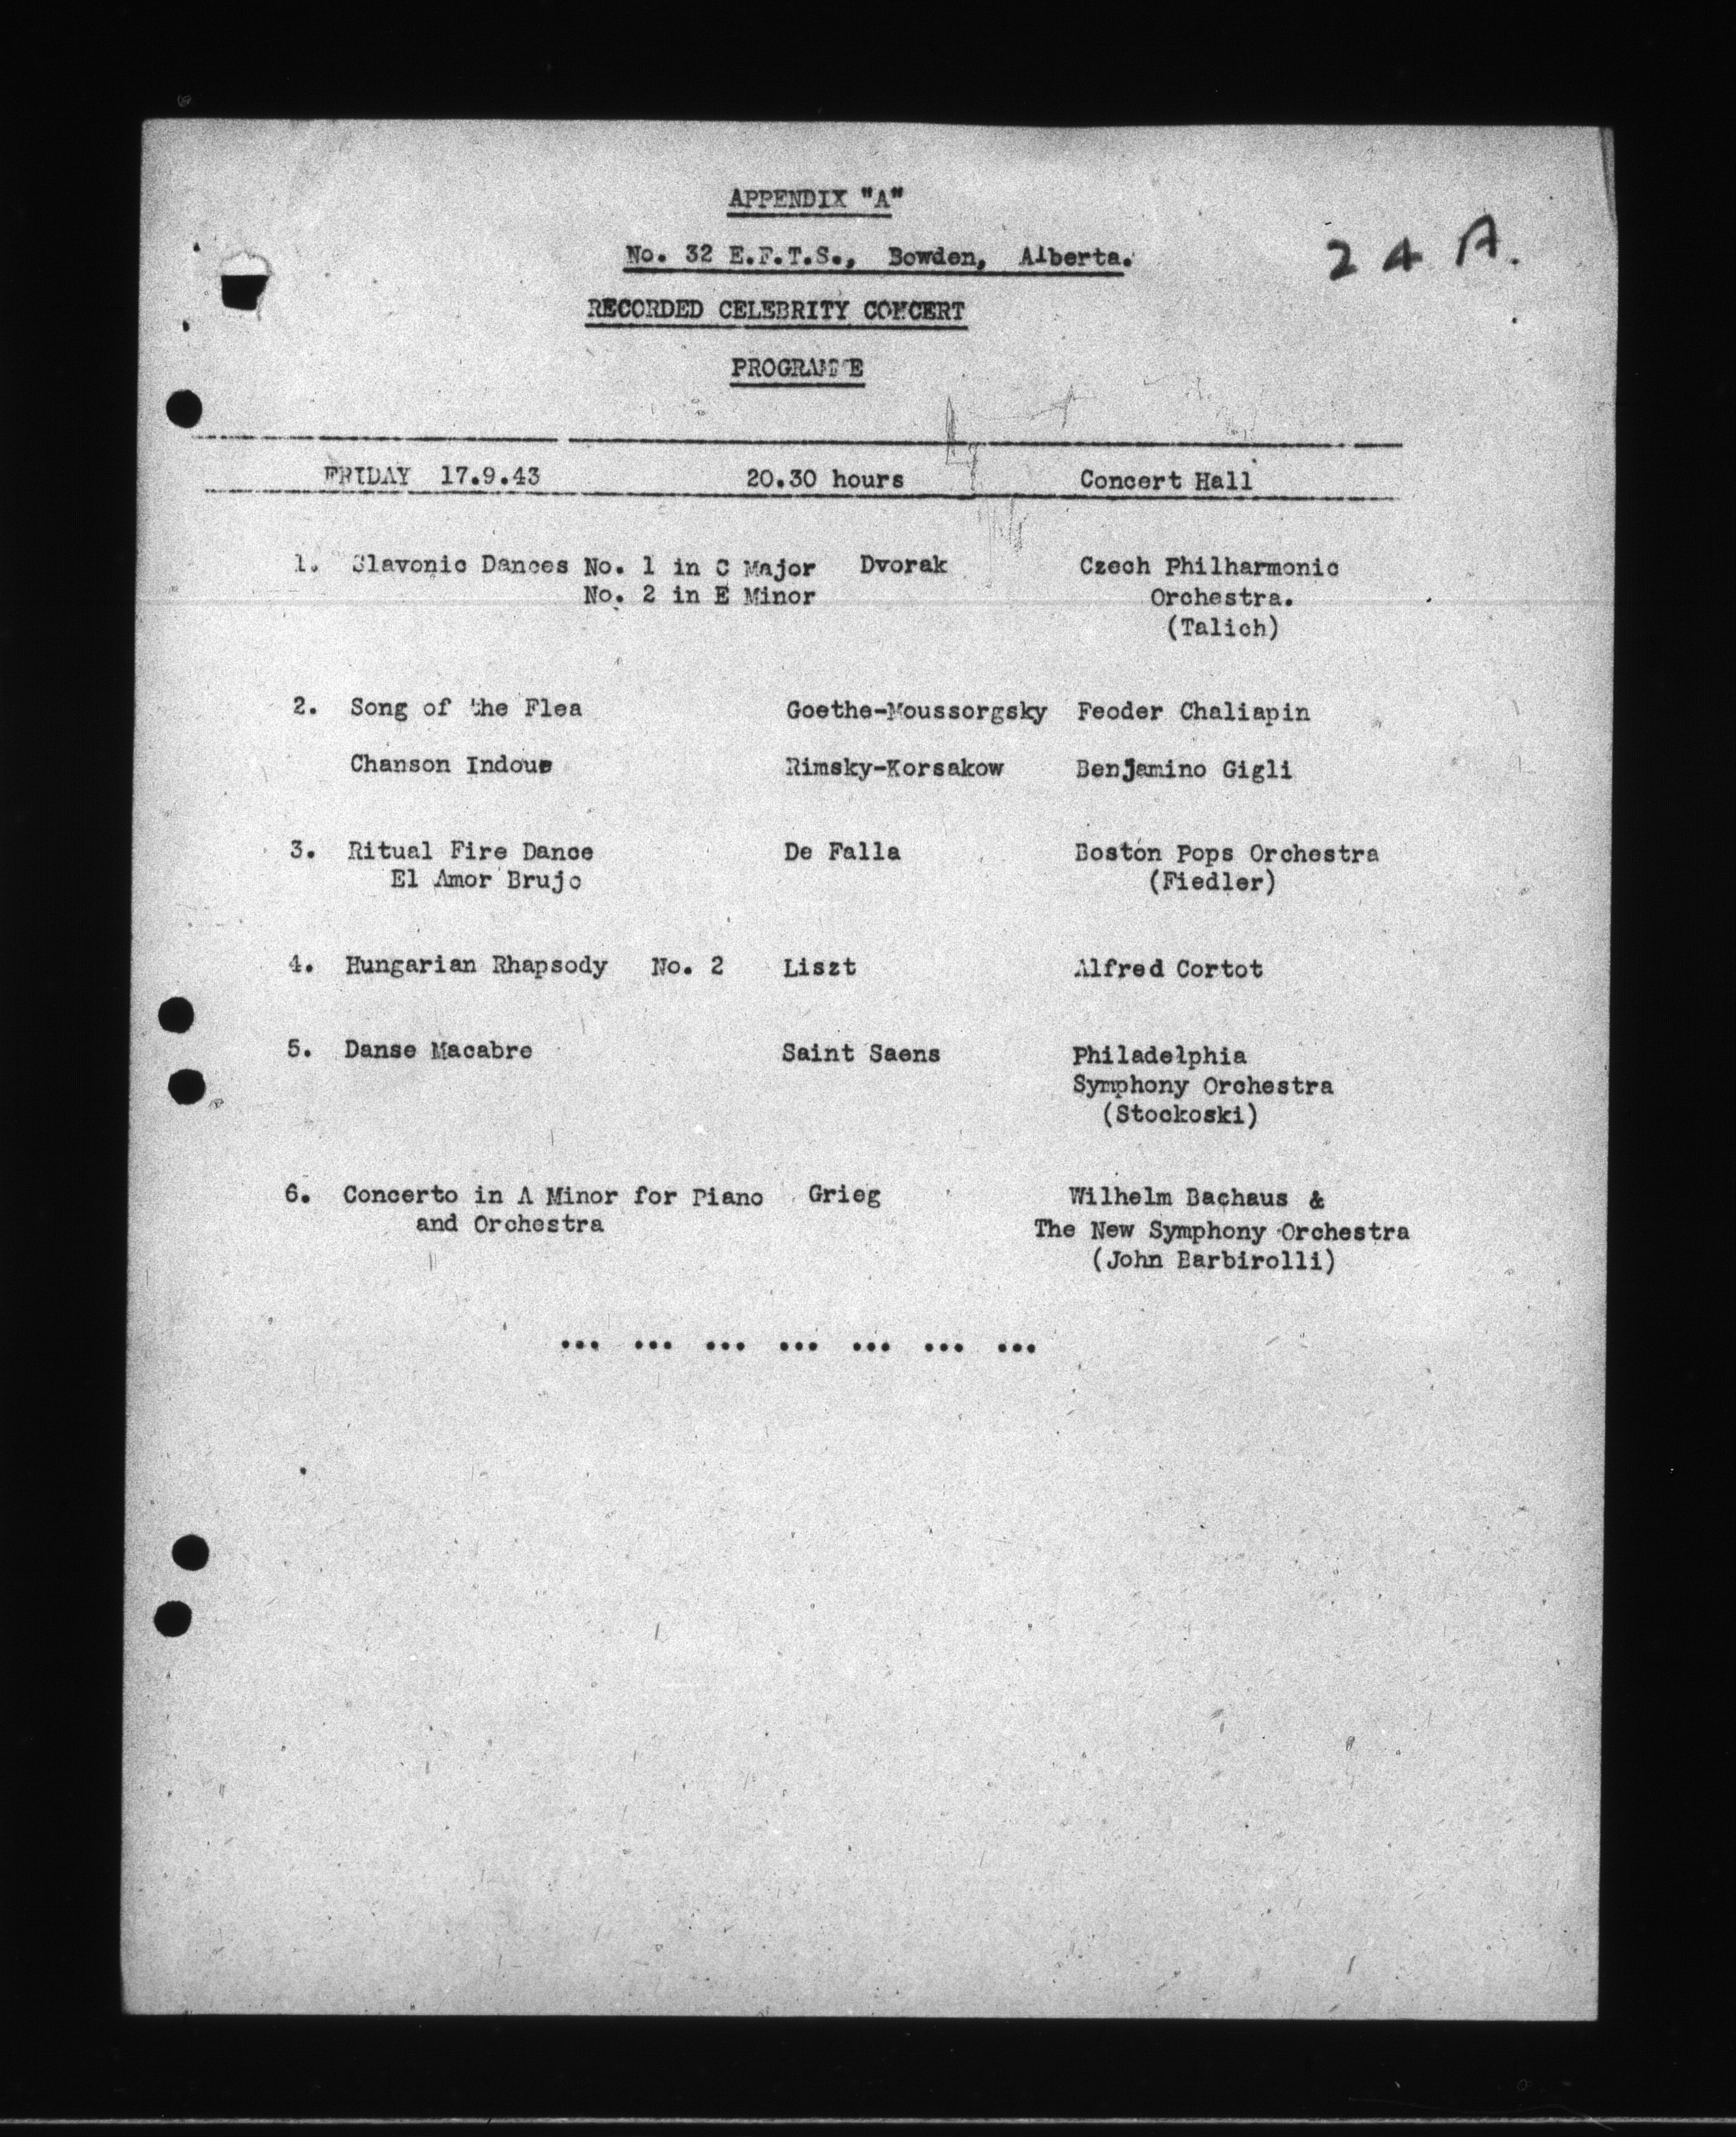 APPENDIX "A"
No. 32 E.F.T.S., Bowden, Alberta.
24 A.
RECORDED CELEBRITY CONCERT
PROGRAMME
FRIDAY 17.9.43 20.30 hours Concert Hall
1. Slavonic Dances No. 1 in C Major Dvorak Czech Philharmonic
No. 2 in E Minor Orchestra.
(Talich)
2. Song of the Flea Goethe-Moussorgsky Feoder Chaliapin
Chanson Indoue Rimsky-Korsakow Benjamino Gigli
3. Ritual Fire Dance De Falla Boston Pops Orchestra
El Amor Brujo (Fiedler)
4. Hungarian Rhapsody No. 2 Liszt Alfred Cortot
5. Danse Macabre Saint Saens Philadelphia
Symphony Orchestra
(Stockoski)
6. Concerto in A Minor for Piano Grieg Wilhelm Bachaus &
and Orchestra The New Symphony Orchestra
(John Barbirolli)
... ... ... ... ... ... ...